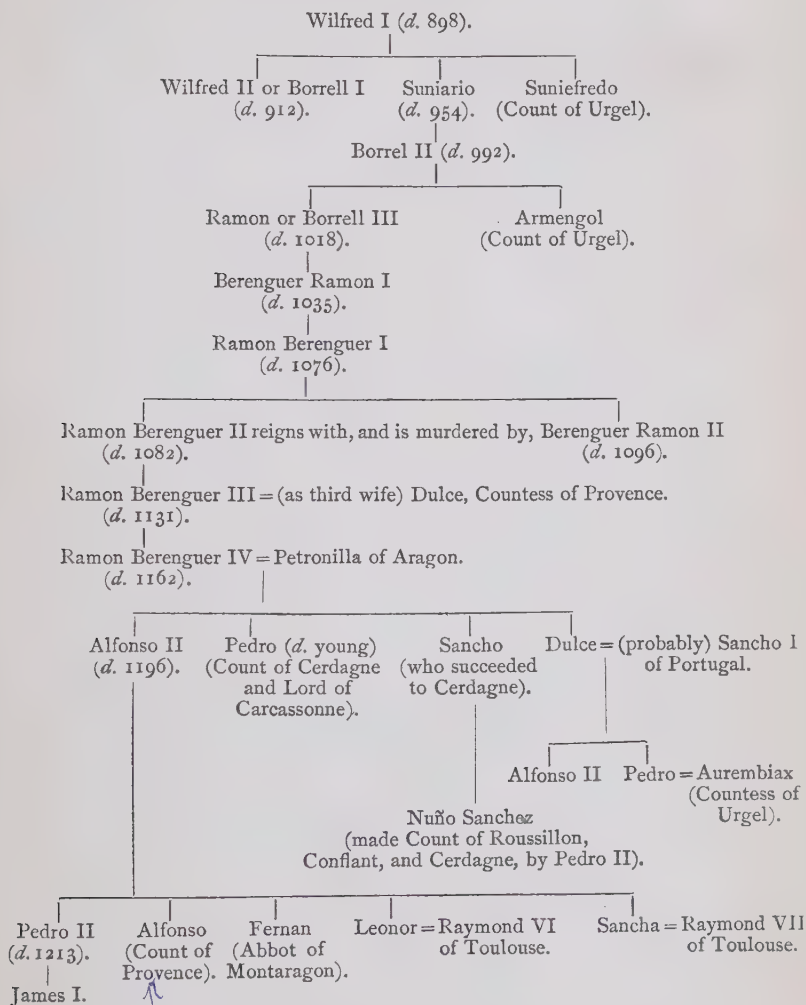 Wilfred I (d. 898).
Wilfred II or Borrell I Suniario Suniefredo
(d. 912). (d. 954). (Count of Urgel).
Borrel II (d. 992).
Ramon or Borrell III Armengol
(d. 1018). (Count of Urgel).
Berenguer Ramon I
(d. 1035).
Ramon Berenguer I
(d. 1076).
Ramon Berenguer II reigns with, and is murdered by, Berenguer Ramon II
(d. 1082). (d. 1096).
Ramon Berenguer III = (as third wife) Dulce, Countess of Provence.
(d. 1131).
Ramon Berenguer IV = Petronilla of Aragon.
(d. 1162).
Alfonso II Pedro (d. young) Sancho Dulce = (probably) Sancho I
(d. 1196). (Count of Cerdagne (who succeeded of Portugal.
and Lord of to Cerdagne).
Carcassonne).
Alfonso II Pedro = Aurembiax
(Countess of
Nuño Sanchez Urgel).
(made Count of Roussillon,
Conflant, and Cerdagne, by Pedro II).
Pedro II Alfonso Fernan Leonor = Raymond VI Sancha = Raymond VII
(d. 1213). (Count of (Abbot of of Toulouse. of Toulouse.
Provence). Montaragon).
James I.